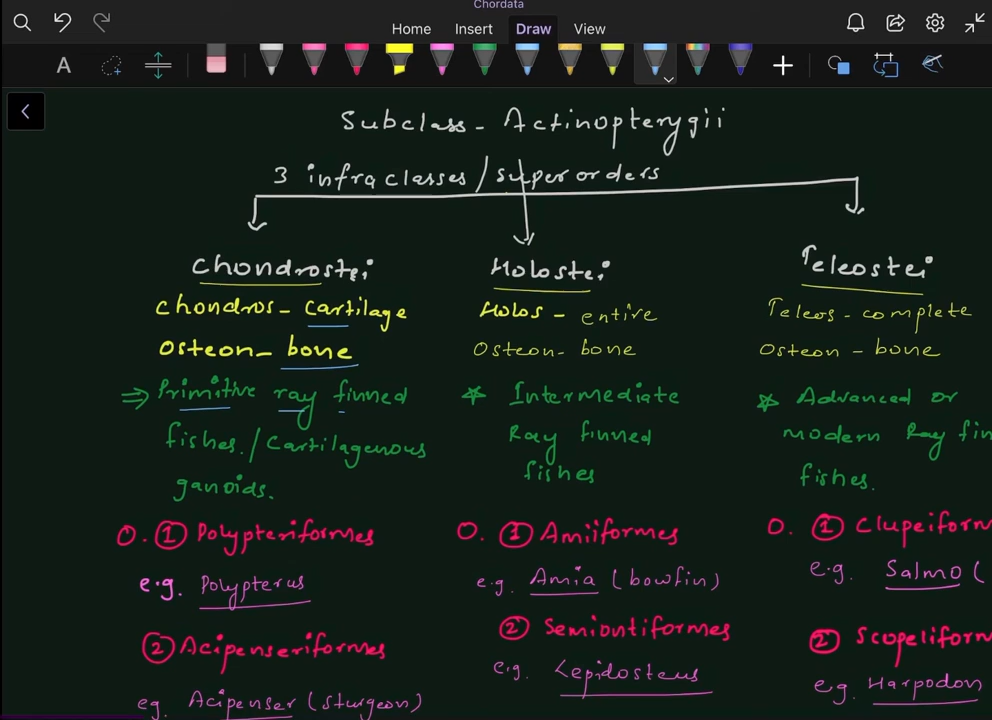 Chordata
Home Insert Draw View
A
Subclass - Actinopterygii
3 infraclasses/superorders
Chondrostei
Chondros - cartilage
Osteon - bone
⇒ Primitive ray finned
fishes./Cartilagenous
ganoids.
O. ① Polypteriformes
e.g. Polypterus
② Acipenseriformes
eg. Acipenser (sturgeon)
Holostei
Holos - entire
Osteon - bone
* Intermediate
Ray finned
fishes
O. ① Amiiformes
e.g. Amia (bowfin)
② Semiontiformes
e.g. Lepidosteus
Teleostei
Teleos - complete
Osteon - bone
* Advanced or
modern Ray fin
fishes.
O. ① Clupeiform
e.g. Salmo (
② Scopeliform
e.g. Harpodon